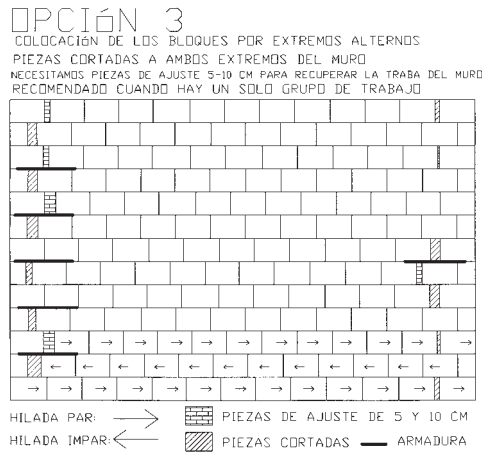 OPCIóN 3
COLOCACIóN DE LOS BLOQUES POR EXTREMOS ALTERNOS
PIEZAS CORTADAS A AMBOS EXTREMOS DEL MURO
NECESITAMOS PIEZAS DE AJUSTE 5-10 CM PARA RECUPERAR LA TRABA DEL MURO
RECOMENDADO CUANDO HAY UN SOLO GRUPO DE TRABAJO
HILADA PAR: PIEZAS DE AJUSTE DE 5 Y 10 CM
HILADA IMPAR: PIEZAS CORTADAS ARMADURA